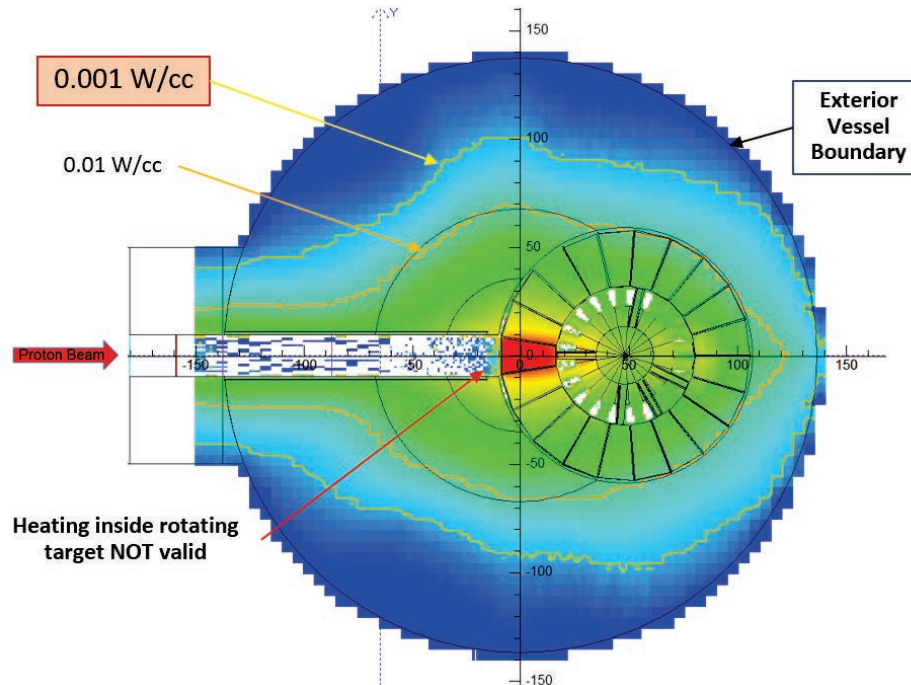 Y
150
0.001 W/cc
Exterior
Vessel
Boundary
100
0.01 W/cc
50
Proton Beam
-150
-100
-50
0
0
50
100
150
-50
Heating inside rotating
target NOT valid
-100
-150